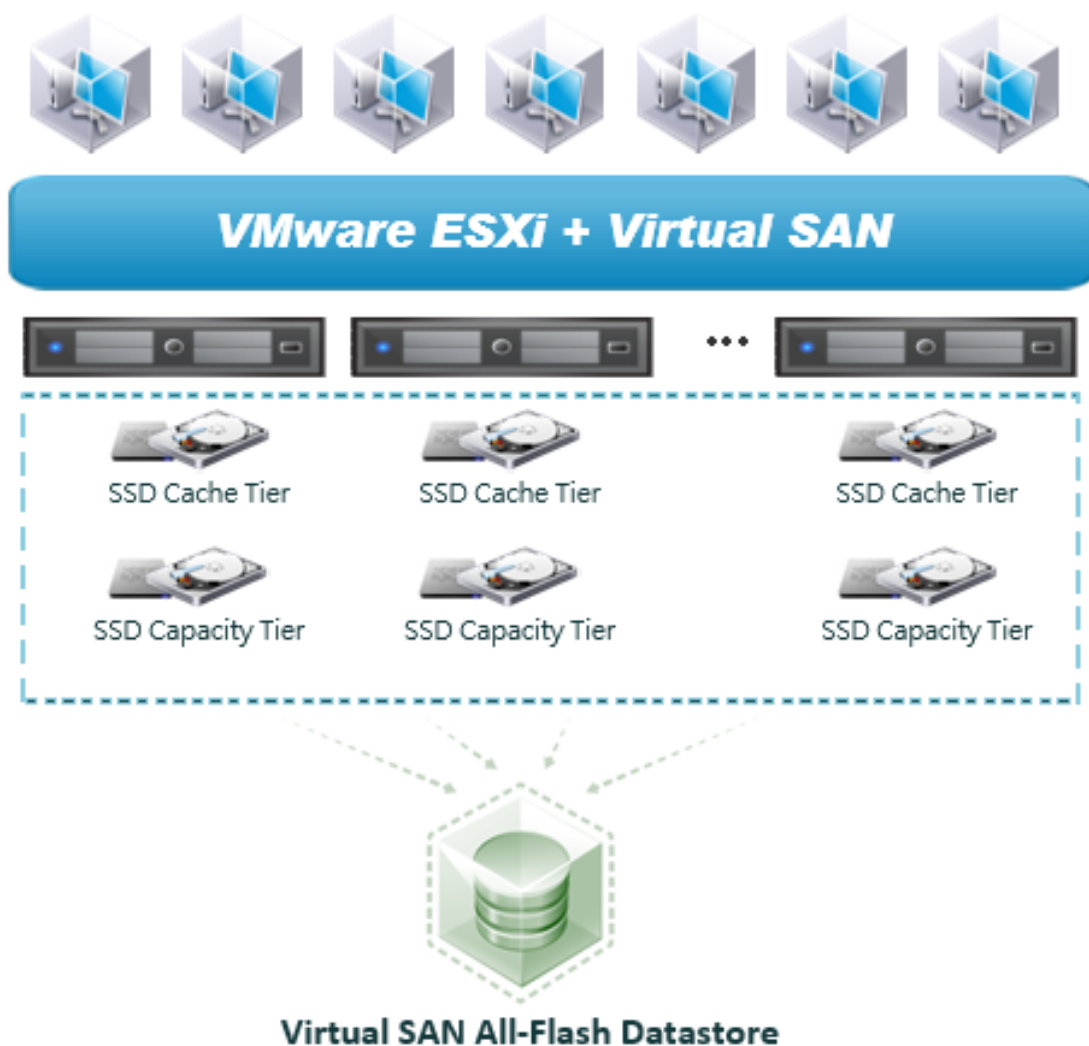 VMware ESXi + Virtual SAN
...
SSD Cache Tier
SSD Cache Tier
SSD Cache Tier
SSD Capacity Tier
SSD Capacity Tier
SSD Capacity Tier
Virtual SAN All-Flash Datastore